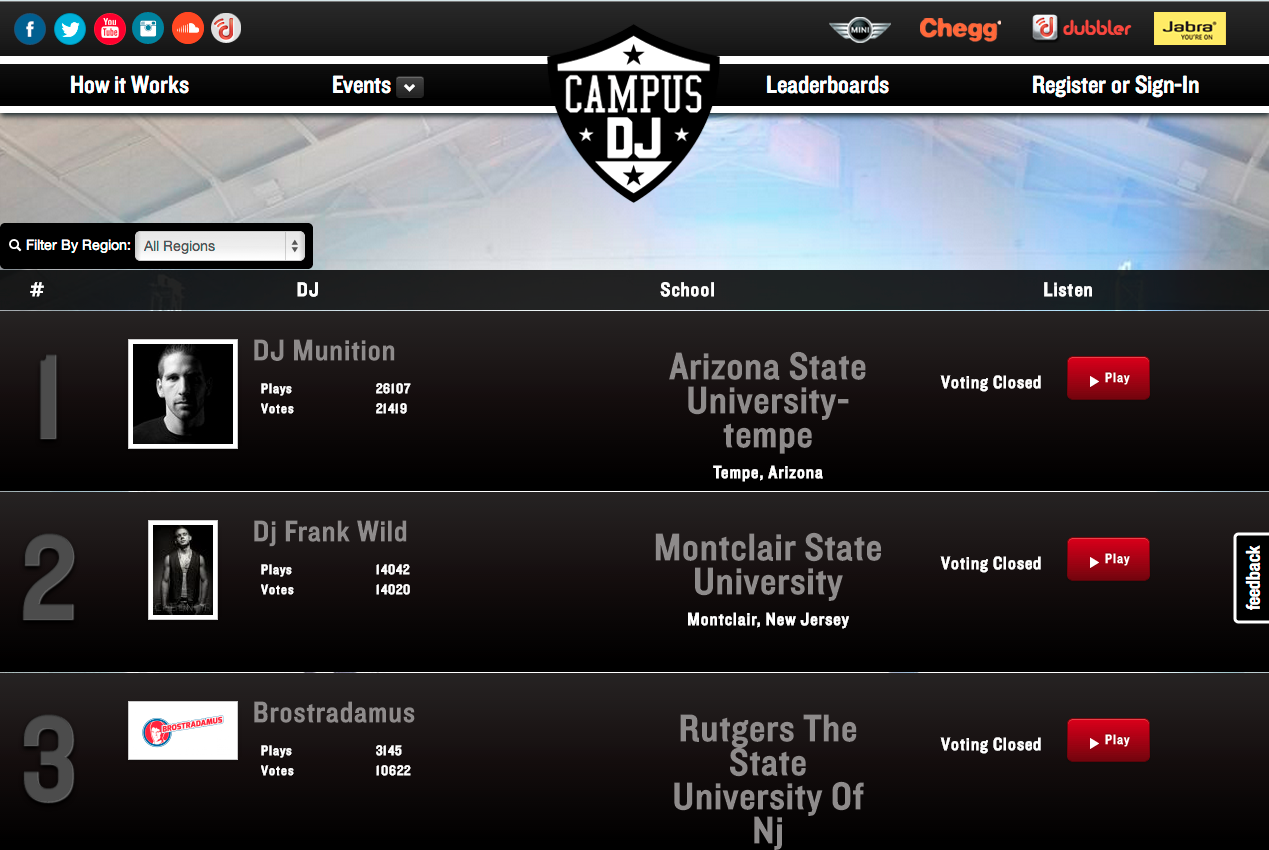 f
You
Tube
MINI
Chegg
dubbler
Jabra
YOU'RE ON
How it Works
Events
CAMPUS
DJ
Leaderboards
Register or Sign-In
Filter By Region: All Regions
# DJ School Listen
1
DJ Munition
Plays 26107
Votes 21419
Arizona State
University-
tempe
Tempe, Arizona
Voting Closed
Play
2
Dj Frank Wild
Plays 14042
Votes 14020
Montclair State
University
Montclair, New Jersey
Voting Closed
Play
feedback
3
BROSTRADAMUS
Brostradamus
Plays 3145
Votes 10622
Rutgers The
State
University Of
Nj
Voting Closed
Play